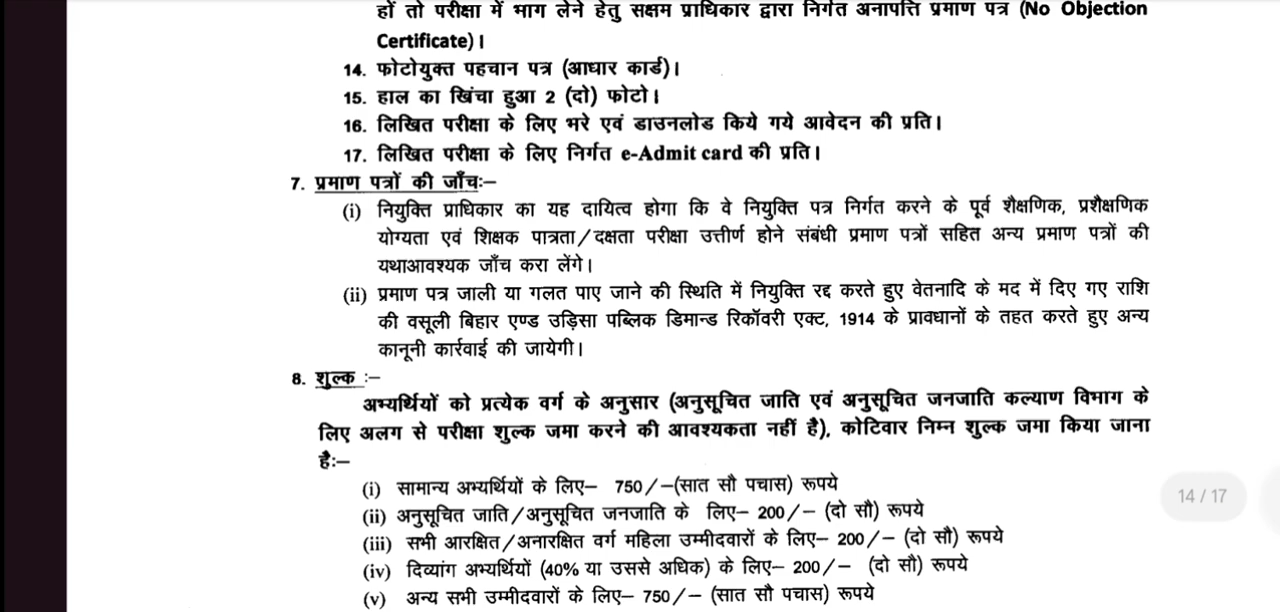 हों तो परीक्षा में भाग लेने हेतु सक्षम प्राधिकार द्वारा निर्गत अनापत्ति प्रमाण पत्र (No Objection
Certificate)।
14. फोटोयुक्त पहचान पत्र (आधार कार्ड)।
15. हाल का खिंचा हुआ 2 (दो) फोटो।
16. लिखित परीक्षा के लिए भरे एवं डाउनलोड किये गये आवेदन की प्रति।
17. लिखित परीक्षा के लिए निर्गत e-Admit card की प्रति।
7. प्रमाण पत्रों की जाँचः–
(i) नियुक्ति प्राधिकार का यह दायित्व होगा कि वे नियुक्ति पत्र निर्गत करने के पूर्व शैक्षणिक, प्रशैक्षणिक
योग्यता एवं शिक्षक पात्रता/दक्षता परीक्षा उत्तीर्ण होने संबंधी प्रमाण पत्रों सहित अन्य प्रमाण पत्रों की
यथाआवश्यक जाँच करा लेंगे।
(ii) प्रमाण पत्र जाली या गलत पाए जाने की स्थिति में नियुक्ति रद्द करते हुए वेतनादि के मद में दिए गए राशि
की वसूली बिहार एण्ड उड़िसा पब्लिक डिमान्ड रिकॉवरी एक्ट, 1914 के प्रावधानों के तहत करते हुए अन्य
कानूनी कार्रवाई की जायेगी।
8. शुल्क :–
अभ्यर्थियों को प्रत्येक वर्ग के अनुसार (अनुसूचित जाति एवं अनुसूचित जनजाति कल्याण विभाग के
लिए अलग से परीक्षा शुल्क जमा करने की आवश्यकता नहीं है), कोटिवार निम्न शुल्क जमा किया जाना
है:–
(i) सामान्य अभ्यर्थियों के लिए– 750/–(सात सौ पचास) रूपये
(ii) अनुसूचित जाति/अनुसूचित जनजाति के लिए– 200/– (दो सौ) रूपये
(iii) सभी आरक्षित/अनारक्षित वर्ग महिला उम्मीदवारों के लिए– 200/– (दो सौ) रूपये
(iv) दिव्यांग अभ्यर्थियों (40% या उससे अधिक) के लिए– 200/– (दो सौ) रूपये
(v) अन्य सभी उम्मीदवारों के लिए– 750/– (सात सौ पचास) रूपये
14 / 17